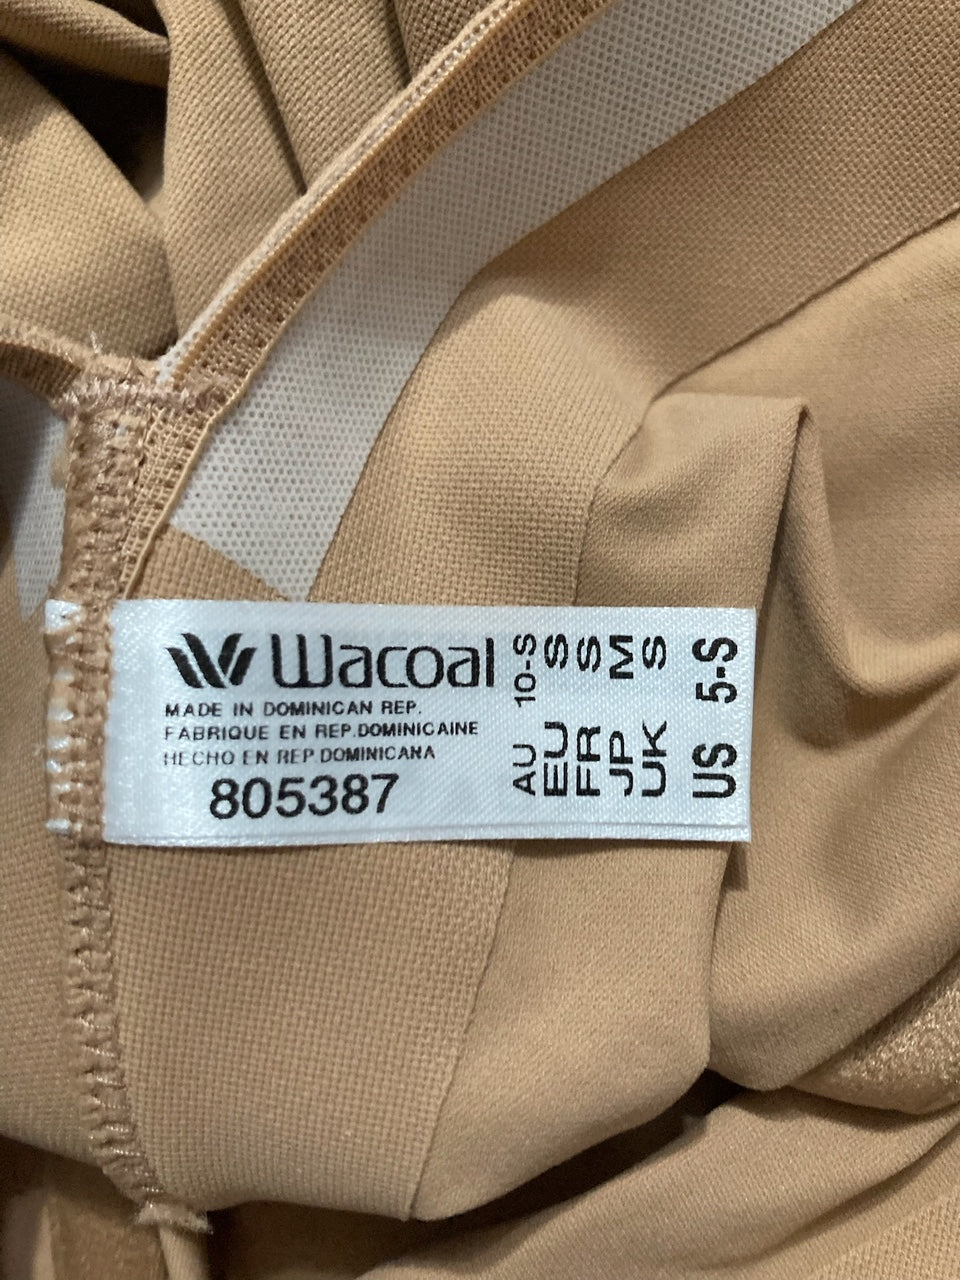 Wacoal
MADE IN DOMINICAN REP.
FABRIQUE EN REP.DOMINICAINE
HECHO EN REP.DOMINICANA
805387
AU 10-S
EU S
FR S
JP M
UK S
US 5-S